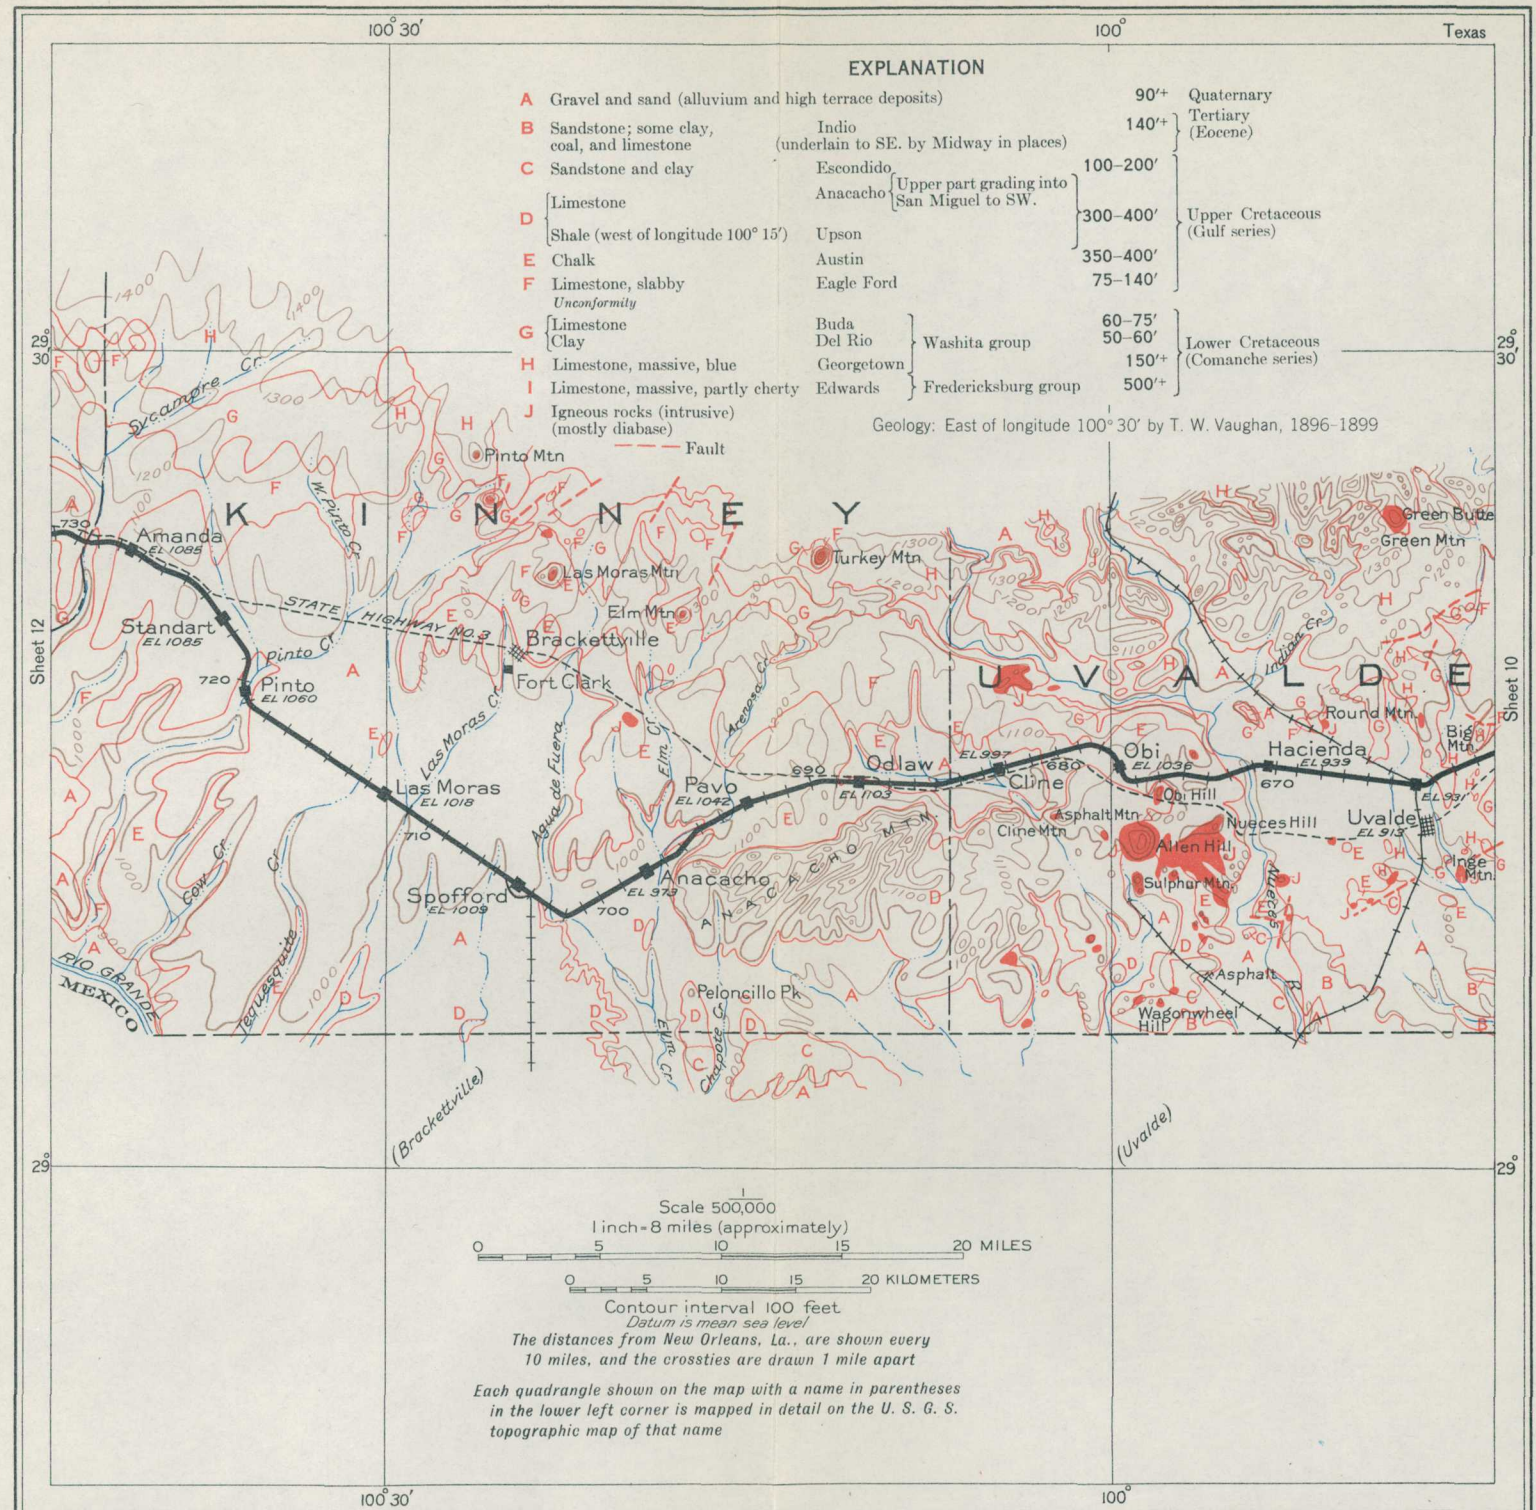 100°30′ 100° Texas
EXPLANATION
A Gravel and sand (alluvium and high terrace deposits) 90′+ Quaternary
B Sandstone; some clay, coal, and limestone Indio (underlain to SE. by Midway in places) 140′+ Tertiary (Eocene)
C Sandstone and clay Escondido 100–200′
D Limestone Anacacho Upper part grading into San Miguel to SW.
Shale (west of longitude 100° 15′) Upson 300–400′ Upper Cretaceous (Gulf series)
E Chalk Austin 350–400′
F Limestone, slabby Eagle Ford 75–140′
Unconformity
G Limestone Buda 60–75′
Clay Del Rio 50–60′ Washita group Lower Cretaceous (Comanche series)
H Limestone, massive, blue Georgetown 150′+
I Limestone, massive, partly cherty Edwards Fredericksburg group 500′+
J Igneous rocks (intrusive) (mostly diabase)
Fault
Geology: East of longitude 100° 30′ by T. W. Vaughan, 1896–1899
29° 30′
29° 30′
1400
1400
Sycamore Cr.
1300
1200
Pinto Mtn
W. Pinto Cr.
KINNEY
730
Amanda
EL 1085
Las Moras Mtn
Turkey Mtn
1300
Green Butte
Green Mtn
Elm Mtn
STATE HIGHWAY NO. 3
Standart
EL 1085
Sheet 12
Sheet 10
Brackettville
Fort Clark
Pinto Cr.
720
Pinto
EL 1060
UVALDE
Indian Cr.
Round Mtn
Big Mtn
Las Moras Cr.
Agua de Fuera
Elm Cr.
Arenosa Cr.
Las Moras
EL 1018
710
Pavo
EL 1042
690
Odlaw
EL 1103
EL 997
Cline
680
Obi
EL 1036
Hacienda
EL 939
670
EL 931
Uvalde
EL 913
Obi Hill
Asphalt Mtn
Cline Mtn
Nueces Hill
Allen Hill
Sulphur Mtn
Inge Mtn.
ANACACHO MTN
Anacacho
EL 973
700
Spofford
EL 1009
Cow Cr.
Tequesquite Cr.
Nueces R.
Asphalt
Wagonwheel Hill
Peloncillo Pk
Elm Cr.
Chapote Cr.
RIO GRANDE
MEXICO
(Brackettville)
(Uvalde)
29°
29°
Scale 1/500,000
1 inch=8 miles (approximately)
0 5 10 15 20 MILES
0 5 10 15 20 KILOMETERS
Contour interval 100 feet
Datum is mean sea level
The distances from New Orleans, La., are shown every
10 miles, and the crossties are drawn 1 mile apart
Each quadrangle shown on the map with a name in parentheses
in the lower left corner is mapped in detail on the U. S. G. S.
topographic map of that name
100°30′ 100°